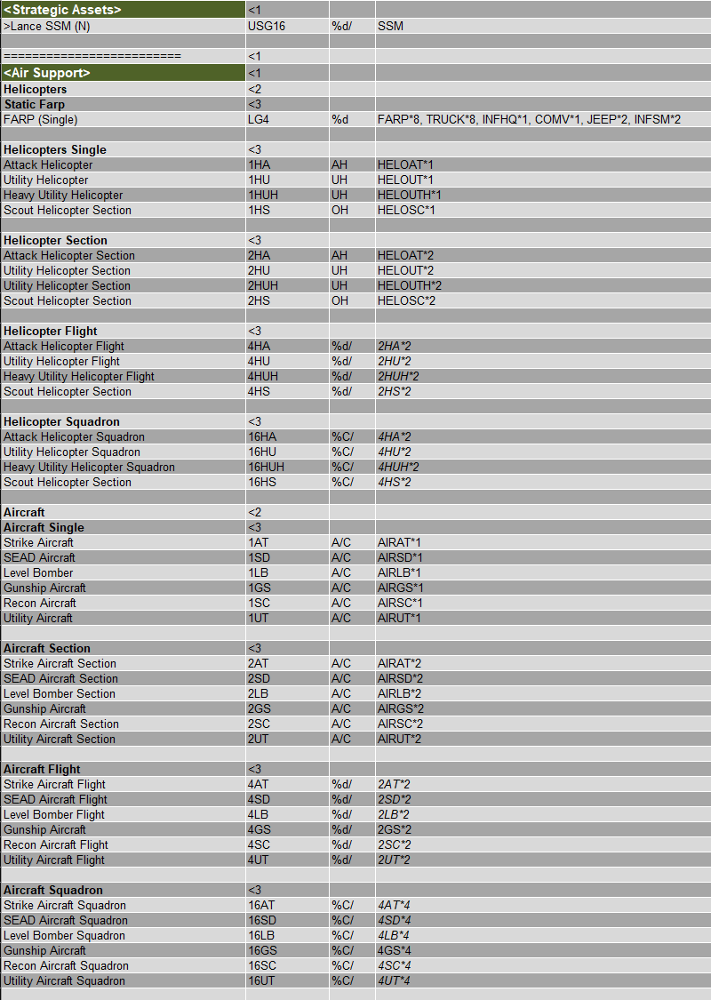 <Strategic Assets> <1
>Lance SSM (N) USG16 %d/ SSM
========================= <1
<Air Support> <1
Helicopters <2
Static Farp <3
FARP (Single) LG4 %d FARP*8, TRUCK*8, INFHQ*1, COMV*1, JEEP*2, INFSM*2
Helicopters Single <3
Attack Helicopter 1HA AH HELOAT*1
Utility Helicopter 1HU UH HELOUT*1
Heavy Utility Helicopter 1HUH UH HELOUTH*1
Scout Helicopter Section 1HS OH HELOSC*1
Helicopter Section <3
Attack Helicopter Section 2HA AH HELOAT*2
Utility Helicopter Section 2HU UH HELOUT*2
Utility Helicopter Section 2HUH UH HELOUTH*2
Scout Helicopter Section 2HS OH HELOSC*2
Helicopter Flight <3
Attack Helicopter Flight 4HA %d/ 2HA*2
Utility Helicopter Flight 4HU %d/ 2HU*2
Heavy Utility Helicopter Flight 4HUH %d/ 2HUH*2
Scout Helicopter Section 4HS %d/ 2HS*2
Helicopter Squadron <3
Attack Helicopter Squadron 16HA %C/ 4HA*2
Utility Helicopter Squadron 16HU %C/ 4HU*2
Heavy Utility Helicopter Squadron 16HUH %C/ 4HUH*2
Scout Helicopter Section 16HS %C/ 4HS*2
Aircraft <2
Aircraft Single <3
Strike Aircraft 1AT A/C AIRAT*1
SEAD Aircraft 1SD A/C AIRSD*1
Level Bomber 1LB A/C AIRLB*1
Gunship Aircraft 1GS A/C AIRGS*1
Recon Aircraft 1SC A/C AIRSC*1
Utility Aircraft 1UT A/C AIRUT*1
Aircraft Section <3
Strike Aircraft Section 2AT A/C AIRAT*2
SEAD Aircraft Section 2SD A/C AIRSD*2
Level Bomber Section 2LB A/C AIRLB*2
Gunship Aircraft 2GS A/C AIRGS*2
Recon Aircraft Section 2SC A/C AIRSC*2
Utility Aircraft Section 2UT A/C AIRUT*2
Aircraft Flight <3
Strike Aircraft Flight 4AT %d/ 2AT*2
SEAD Aircraft Flight 4SD %d/ 2SD*2
Level Bomber Flight 4LB %d/ 2LB*2
Gunship Aircraft 4GS %d/ 2GS*2
Recon Aircraft Flight 4SC %d/ 2SC*2
Utility Aircraft Flight 4UT %d/ 2UT*2
Aircraft Squadron <3
Strike Aircraft Squadron 16AT %C/ 4AT*4
SEAD Aircraft Squadron 16SD %C/ 4SD*4
Level Bomber Squadron 16LB %C/ 4LB*4
Gunship Aircraft 16GS %C/ 4GS*4
Recon Aircraft Squadron 16SC %C/ 4SC*4
Utility Aircraft Squadron 16UT %C/ 4UT*4